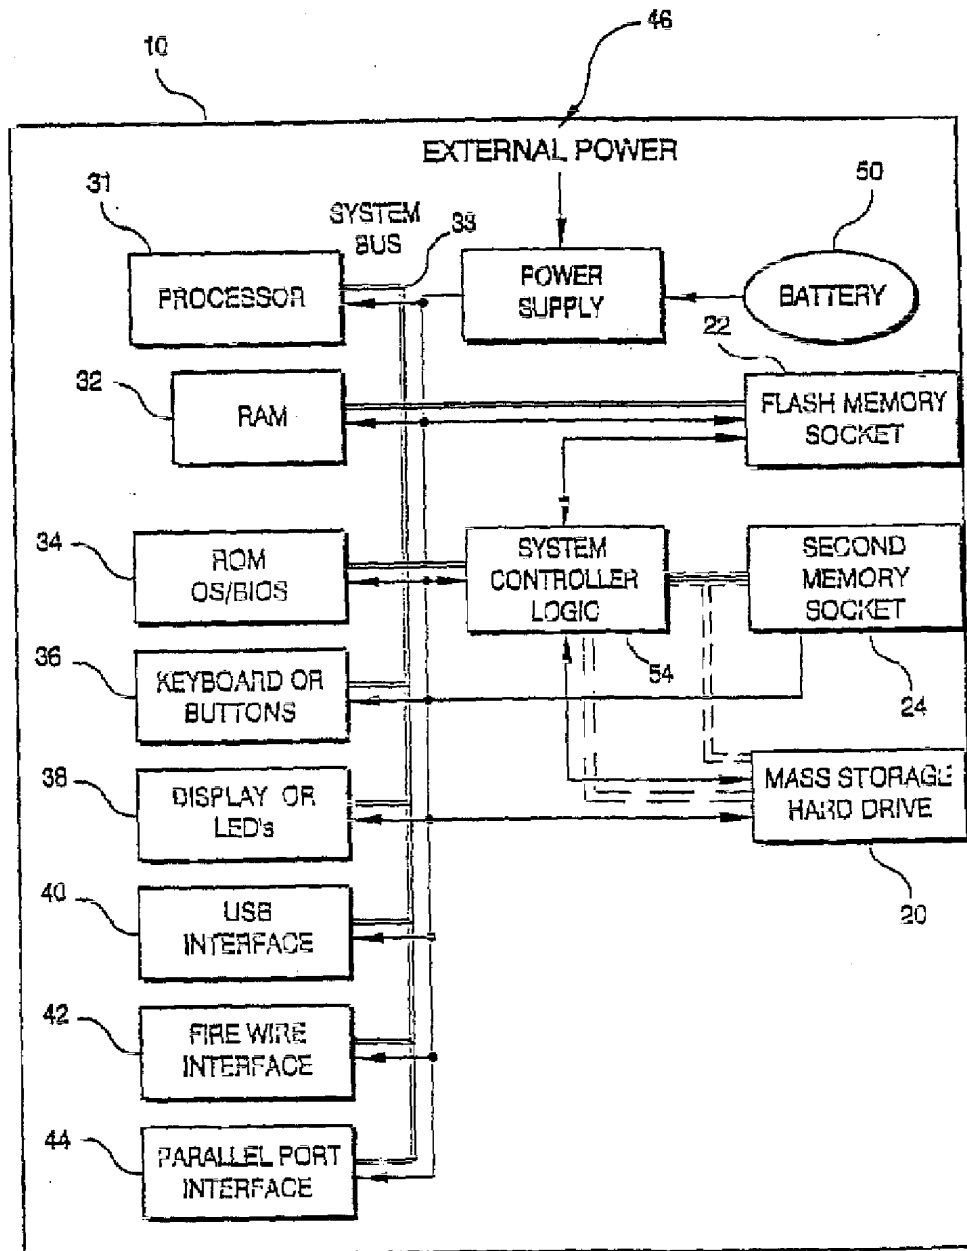 46
10
EXTERNAL POWER
31
SYSTEM
BUS
33
50
PROCESSOR
POWER
SUPPLY
BATTERY
22
32
RAM
FLASH MEMORY
SOCKET
34
ROM
OS/BIOS
SYSTEM
CONTROLLER
LOGIC
SECOND
MEMORY
SOCKET
54
24
36
KEYBOARD OR
BUTTONS
38
DISPLAY OR
LED's
MASS STORAGE
HARD DRIVE
20
40
USB
INTERFACE
42
FIRE WIRE
INTERFACE
44
PARALLEL PORT
INTERFACE